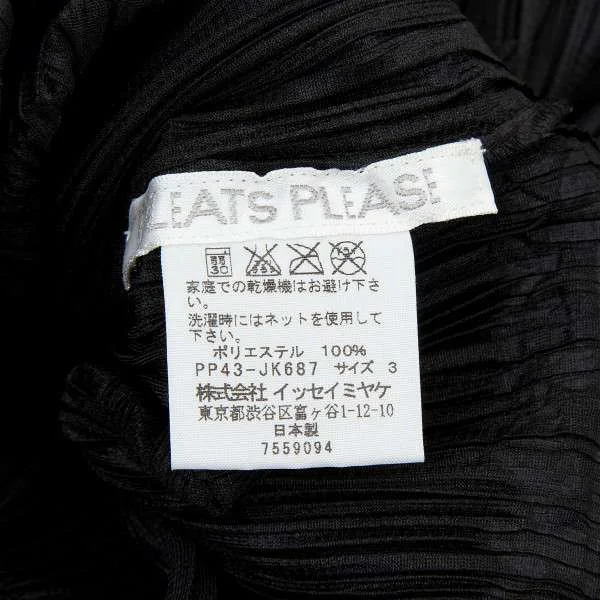 LEATS PLEASE
弱 30
家庭での乾燥機はお避け下さ
い。
洗濯時にはネットを使用して
下さい。
ポリエステル 100%
PP43-JK687 サイズ 3
株式会社 イッセイミヤケ
東京都渋谷区富ヶ谷1-12-10
日本製
7559094